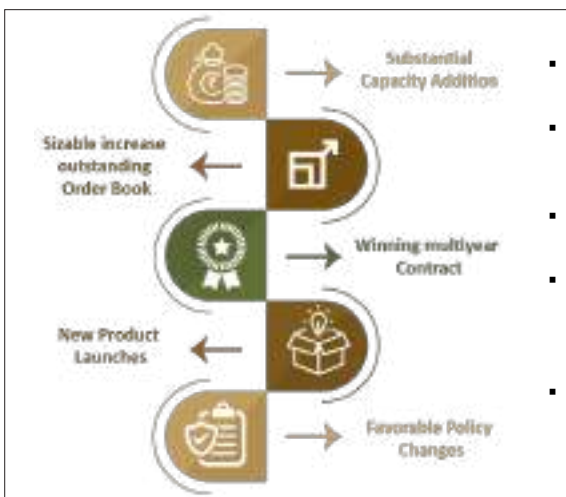 Substantial
Capacity Addition
Sizable increase
outstanding
Order Book
Winning multiyear
Contract
New Product
Launches
Favorable Policy
Changes